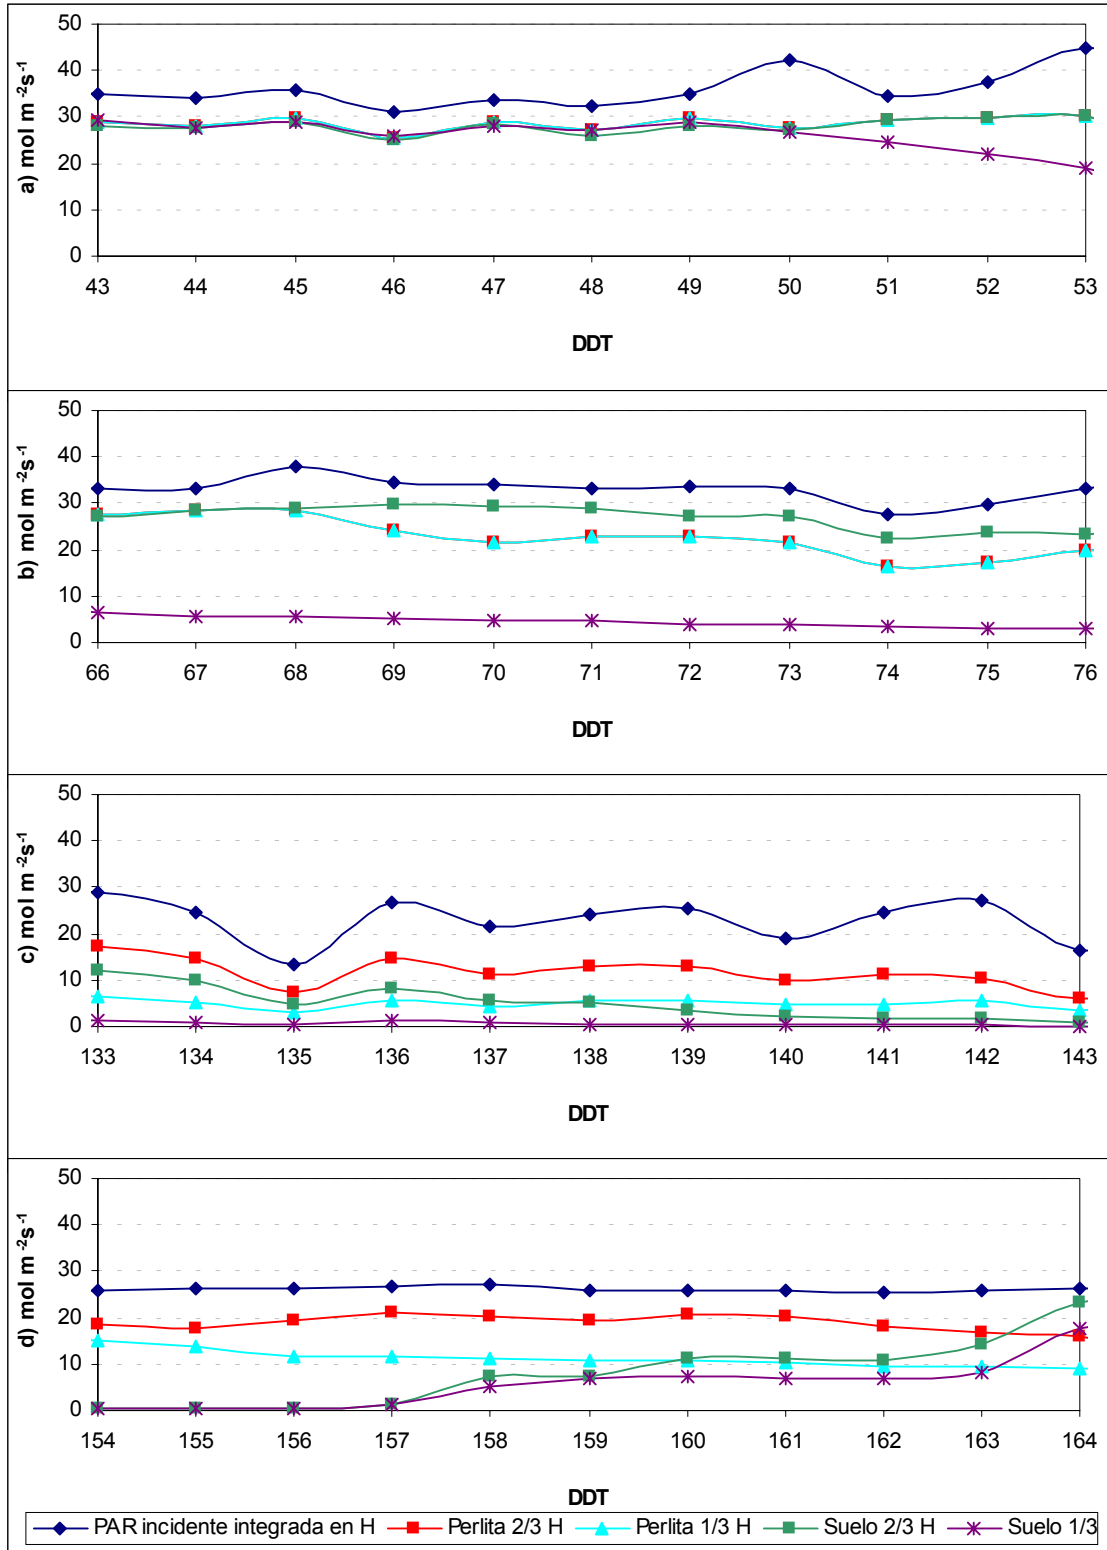 a) mol m -2s-1
50
40
30
20
10
0
43 44 45 46 47 48 49 50 51 52 53
DDT
b) mol m -2s-1
50
40
30
20
10
0
66 67 68 69 70 71 72 73 74 75 76
DDT
c) mol m -2s-1
50
40
30
20
10
0
133 134 135 136 137 138 139 140 141 142 143
DDT
d) mol m -2s-1
50
40
30
20
10
0
154 155 156 157 158 159 160 161 162 163 164
DDT
PAR incidente integrada en H Perlita 2/3 H Perlita 1/3 H Suelo 2/3 H Suelo 1/3